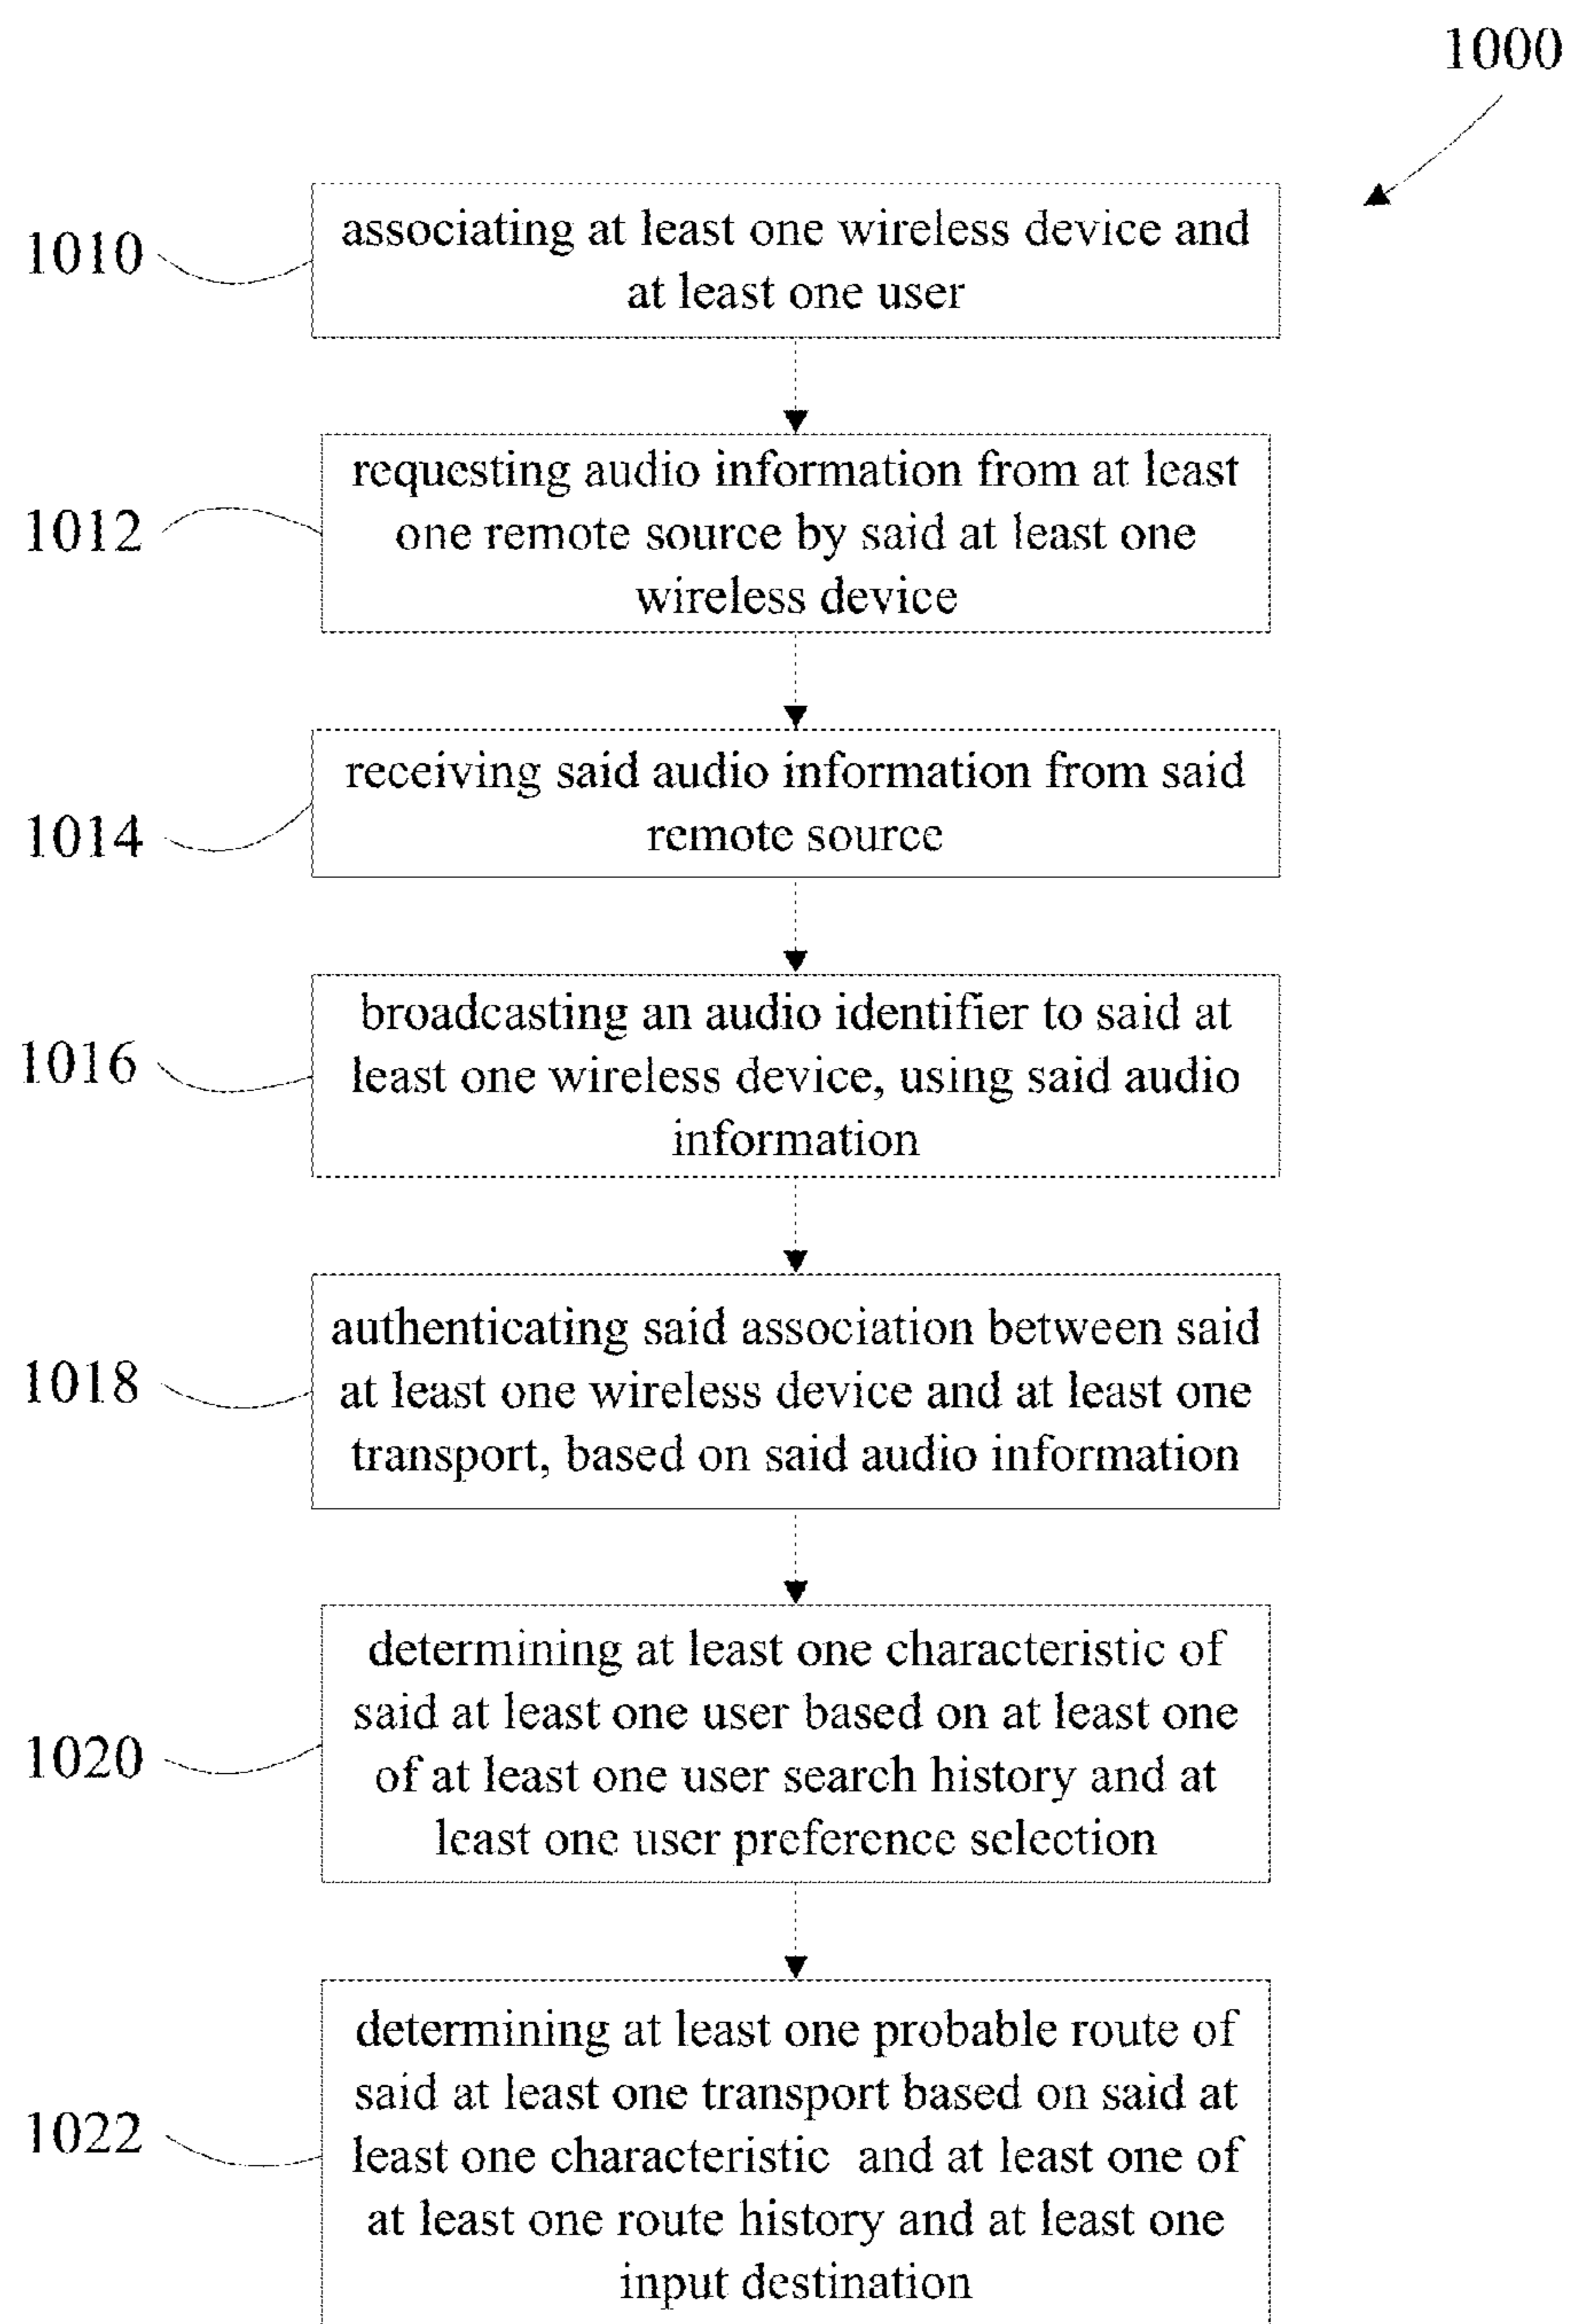 1000
1010
associating at least one wireless device and
at least one user
1012
requesting audio information from at least
one remote source by said at least one
wireless device
1014
receiving said audio information from said
remote source
1016
broadcasting an audio identifier to said at
least one wireless device, using said audio
information
1018
authenticating said association between said
at least one wireless device and at least one
transport, based on said audio information
1020
determining at least one characteristic of
said at least one user based on at least one
of at least one user search history and at
least one user preference selection
1022
determining at least one probable route of
said at least one transport based on said at
least one characteristic and at least one of
at least one route history and at least one
input destination